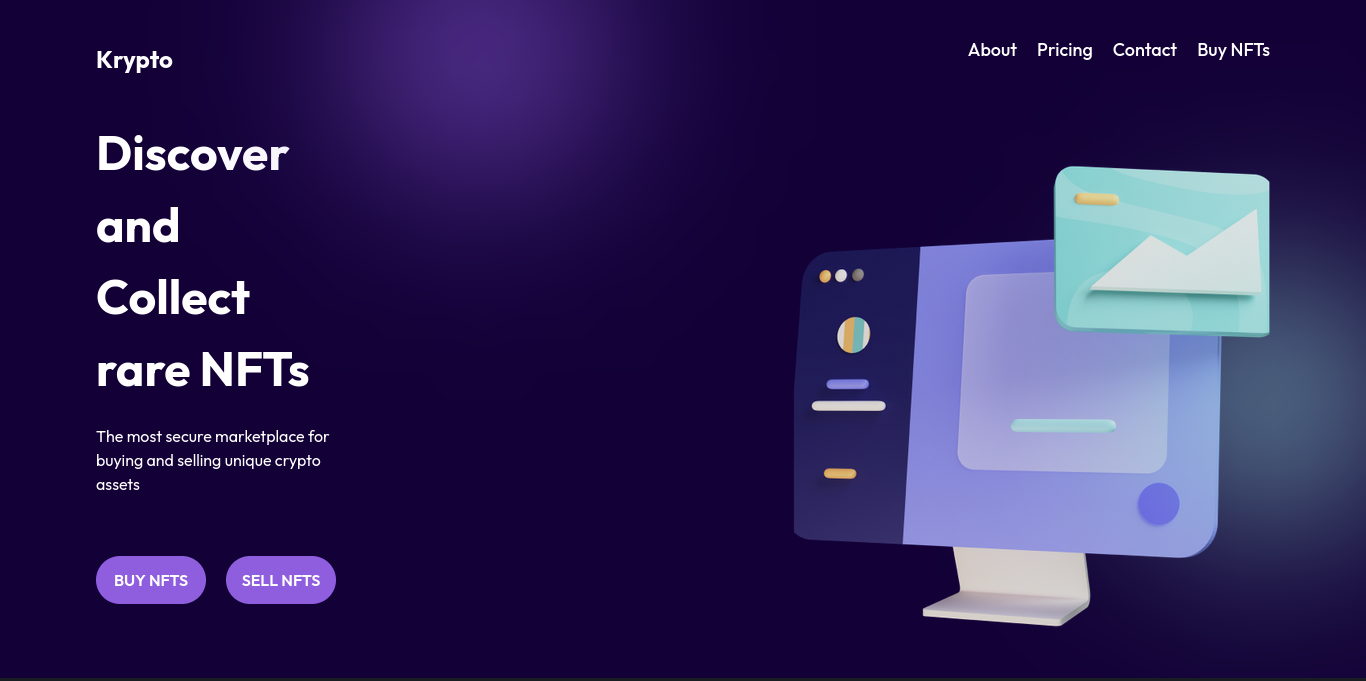 Krypto
About Pricing Contact Buy NFTs
Discover
and
Collect
rare NFTs
The most secure marketplace for
buying and selling unique crypto
assets
BUY NFTS SELL NFTS